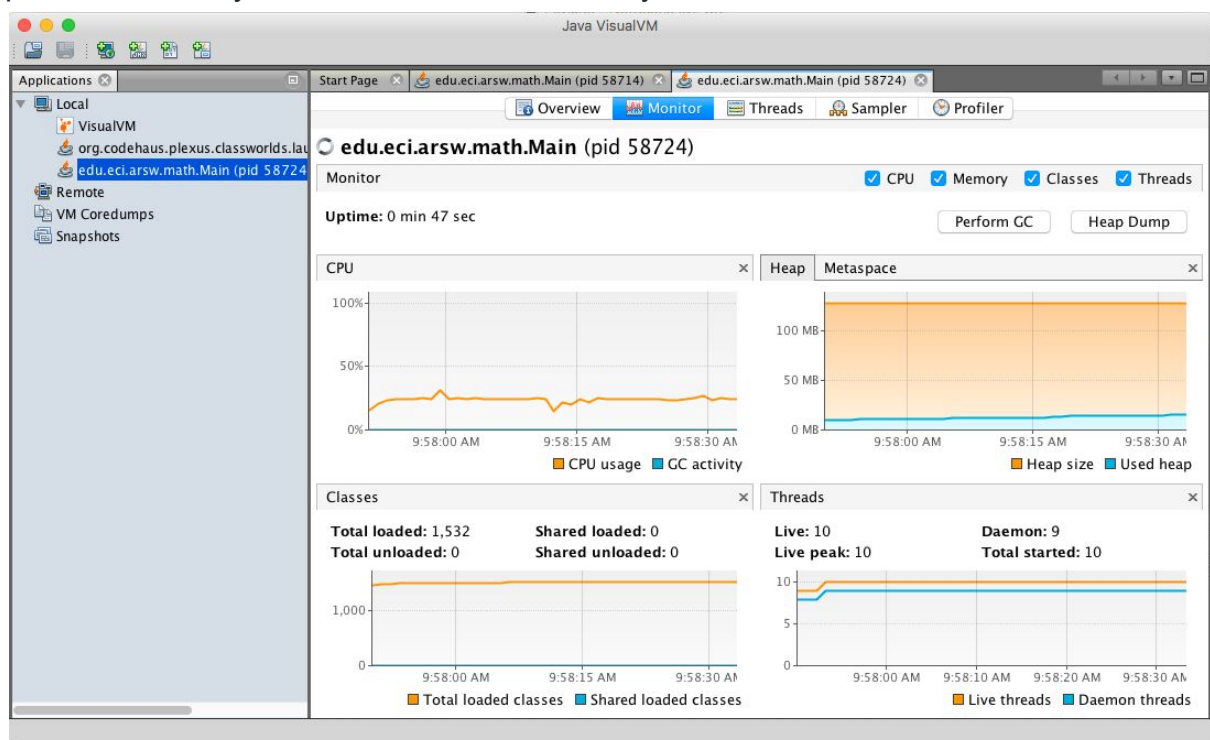 Java VisualVM
Applications
Start Page
edu.eci.arsw.math.Main (pid 58714)
edu.eci.arsw.math.Main (pid 58724)
Local
VisualVM
org.codehaus.plexus.classworlds.lau
edu.eci.arsw.math.Main (pid 58724
Remote
VM Coredumps
Snapshots
Overview
Monitor
Threads
Sampler
Profiler
edu.eci.arsw.math.Main (pid 58724)
Monitor
CPU
Memory
Classes
Threads
Uptime: 0 min 47 sec
Perform GC
Heap Dump
CPU
100%
50%
0%
9:58:00 AM 9:58:15 AM 9:58:30 AM
CPU usage GC activity
Heap Metaspace
100 MB
50 MB
0 MB
9:58:00 AM 9:58:15 AM 9:58:30 AM
Heap size Used heap
Classes
Total loaded: 1,532 Shared loaded: 0
Total unloaded: 0 Shared unloaded: 0
1,000
0
9:58:00 AM 9:58:15 AM 9:58:30 AM
Total loaded classes Shared loaded classes
Threads
Live: 10 Daemon: 9
Live peak: 10 Total started: 10
10
5
0
9:58:00 AM 9:58:10 AM 9:58:20 AM 9:58:30 AM
Live threads Daemon threads